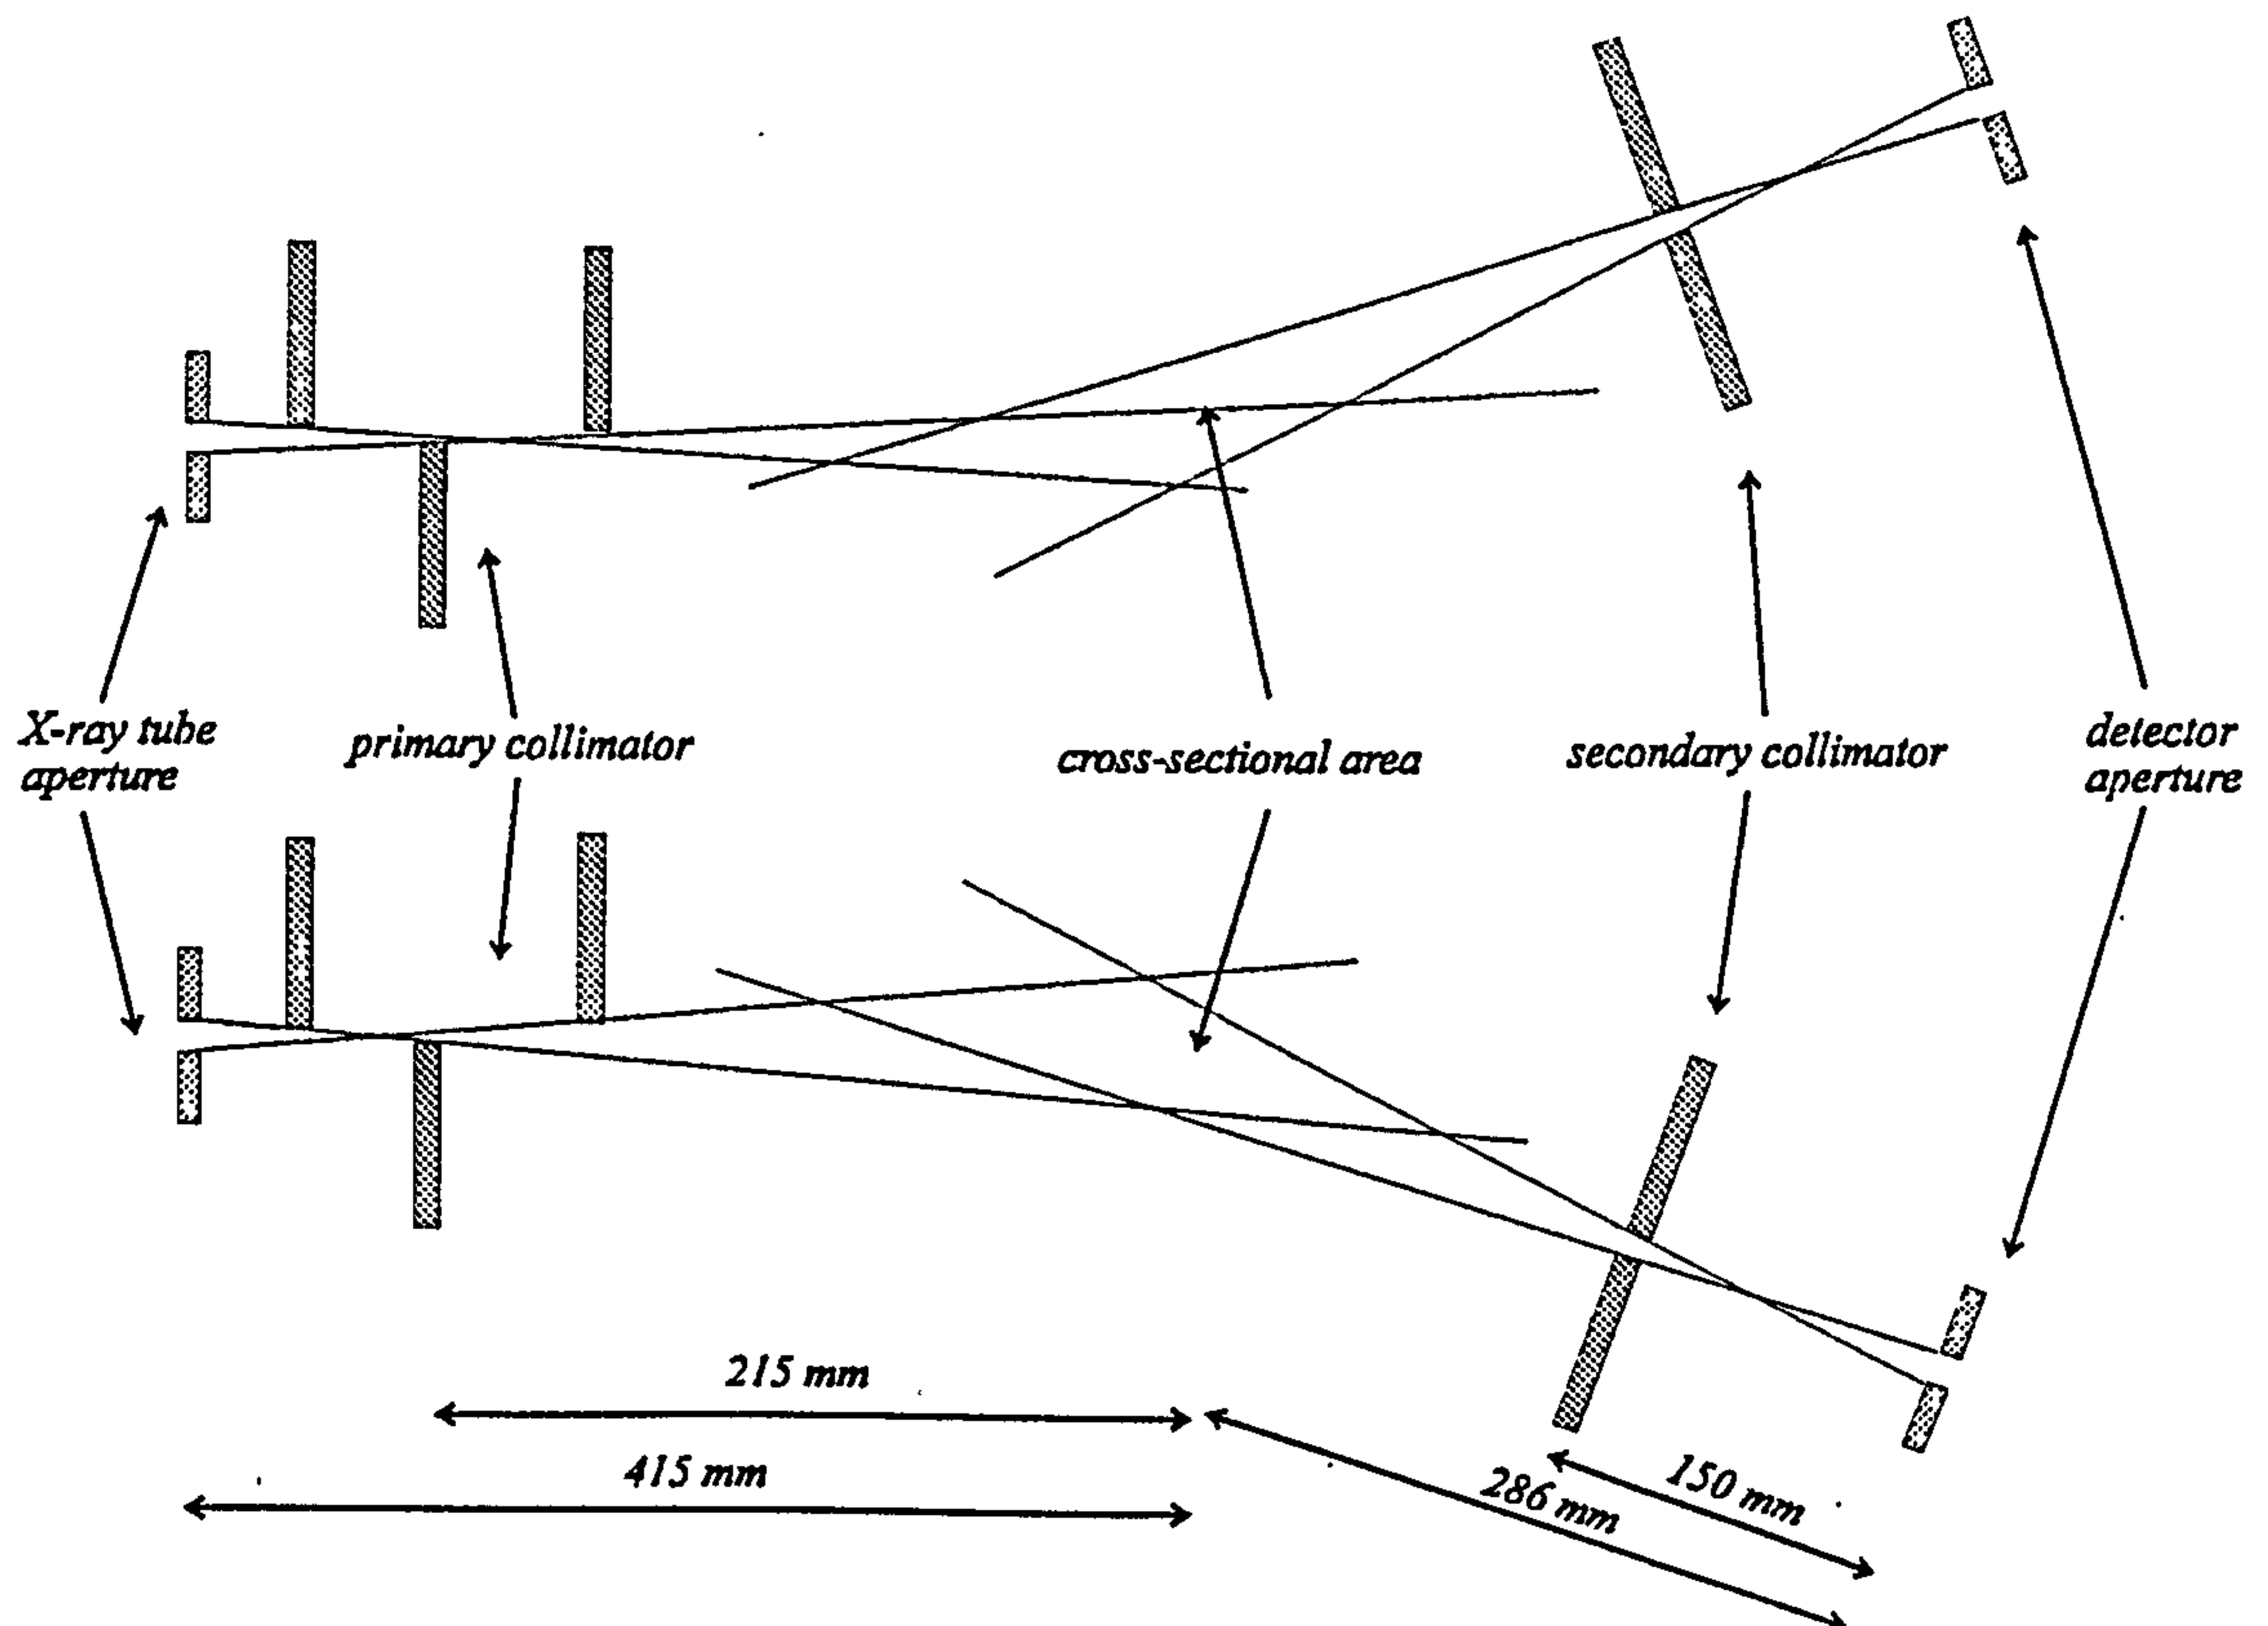 X-ray tube
aperture
primary collimator
cross-sectional area
secondary collimator
detector
aperture
215 mm
415 mm
286 mm
150 mm